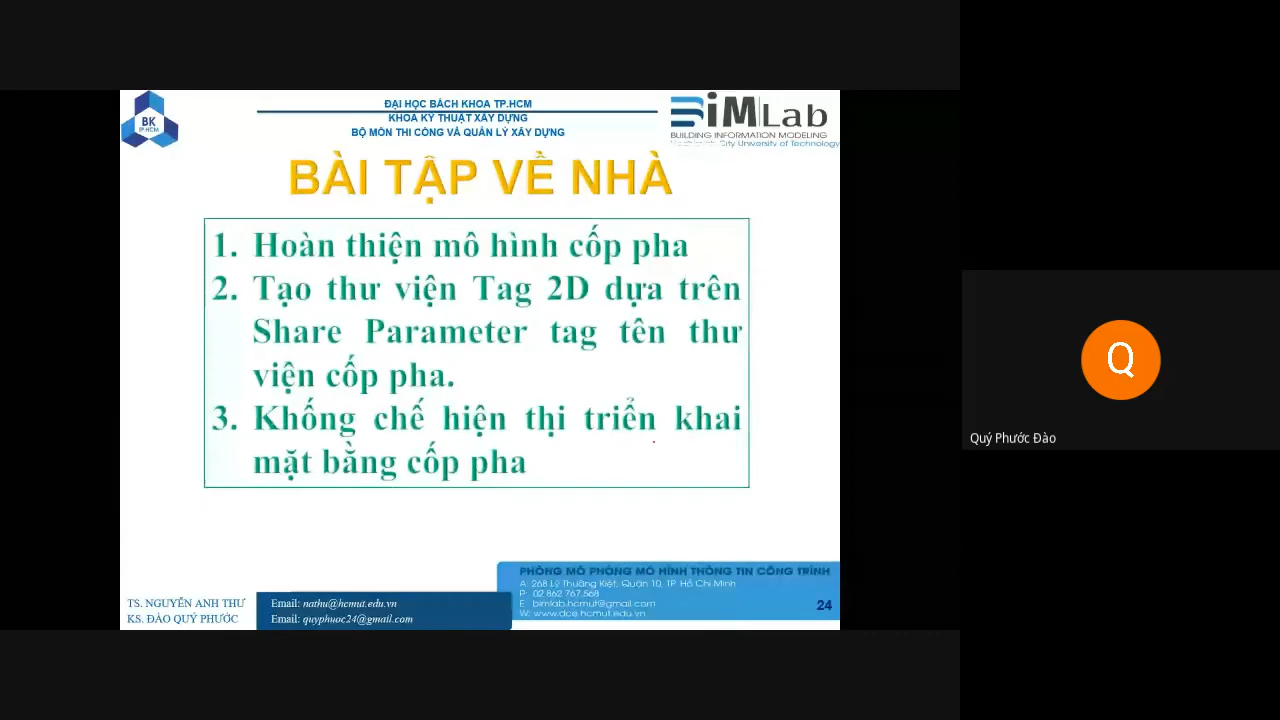 BK
TP.HCM
ĐẠI HỌC BÁCH KHOA TP.HCM
KHOA KỸ THUẬT XÂY DỰNG
BỘ MÔN THI CÔNG VÀ QUẢN LÝ XÂY DỰNG
BiMLab
BUILDING INFORMATION MODELING
City University of Technology
BÀI TẬP VỀ NHÀ
1. Hoàn thiện mô hình cốp pha
2. Tạo thư viện Tag 2D dựa trên
Share Parameter tag tên thư
viện cốp pha.
3. Khống chế hiện thị triển khai
mặt bằng cốp pha
Q
Quý Phước Đào
PHÒNG MÔ PHỎNG MÔ HÌNH THÔNG TIN CÔNG TRÌNH
A: 268 Lý Thường Kiệt, Quận 10, TP Hồ Chí Minh
P: 02.862.767.568
E: bimlab.hcmut@gmail.com
W: www.dce.hcmut.edu.vn
24
TS. NGUYỄN ANH THƯ
KS. ĐÀO QUÝ PHƯỚC
Email: nathu@hcmut.edu.vn
Email: quyphuoc24@gmail.com